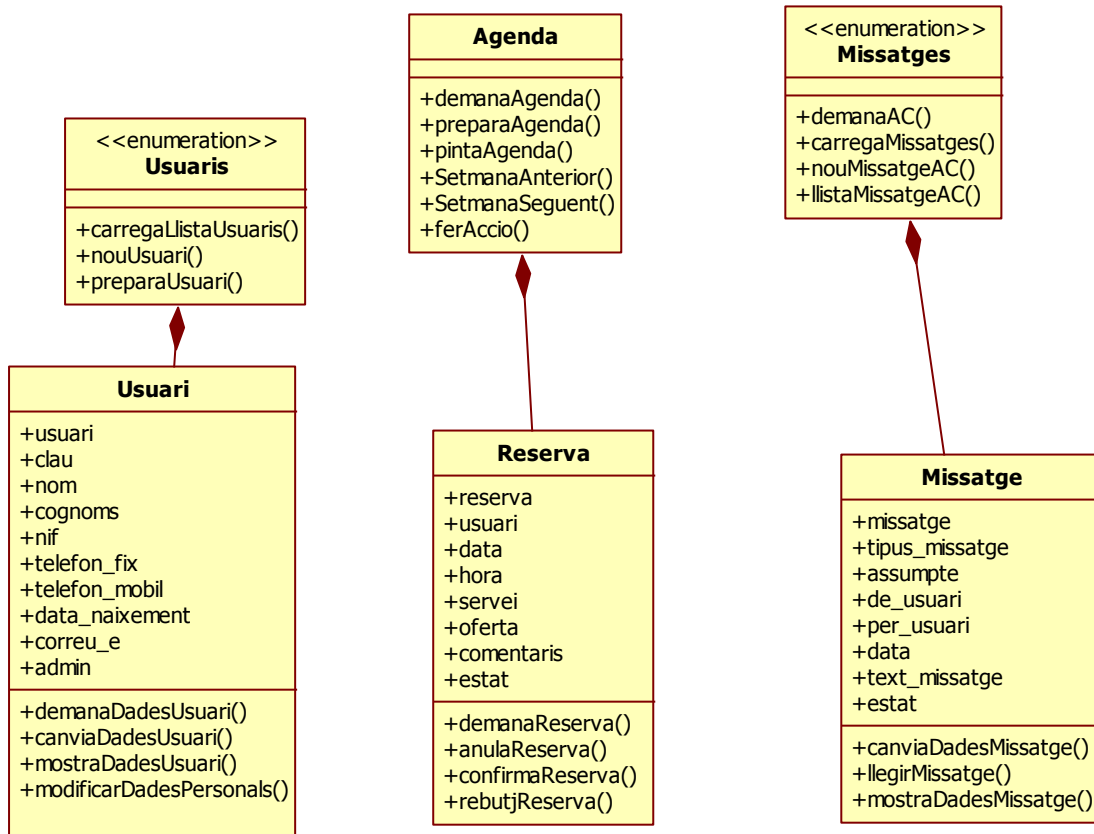 <<enumeration>>
Usuaris
+carregaLlistaUsuaris()
+nouUsuari()
+preparaUsuari()
Usuari
+usuari
+clau
+nom
+cognoms
+nif
+telefon_fix
+telefon_mobil
+data_naixement
+correu_e
+admin
+demanaDadesUsuari()
+canviaDadesUsuari()
+mostraDadesUsuari()
+modificarDadesPersonals()
Agenda
+demanaAgenda()
+preparaAgenda()
+pintaAgenda()
+SetmanaAnterior()
+SetmanaSeguent()
+ferAccio()
Reserva
+reserva
+usuari
+data
+hora
+servei
+oferta
+comentaris
+estat
+demanaReserva()
+anulaReserva()
+confirmaReserva()
+rebutjReserva()
<<enumeration>>
Missatges
+demanaAC()
+carregaMissatges()
+nouMissatgeAC()
+llistaMissatgeAC()
Missatge
+missatge
+tipus_missatge
+assumpte
+de_usuari
+per_usuari
+data
+text_missatge
+estat
+canviaDadesMissatge()
+llegirMissatge()
+mostraDadesMissatge()